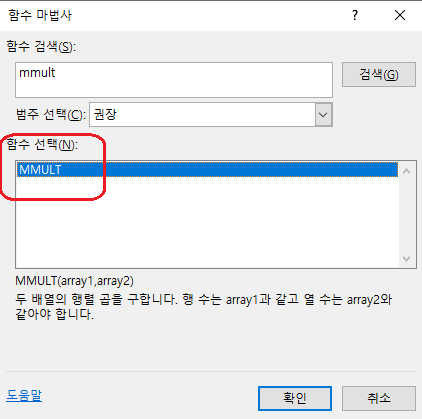 함수 마법사
함수 검색(S):
mmult
검색(G)
범주 선택(C): 권장
함수 선택(N):
MMULT
MMULT(array1,array2)
두 배열의 행렬 곱을 구합니다. 행 수는 array1과 같고 열 수는 array2와
같아야 합니다.
도움말
확인
취소